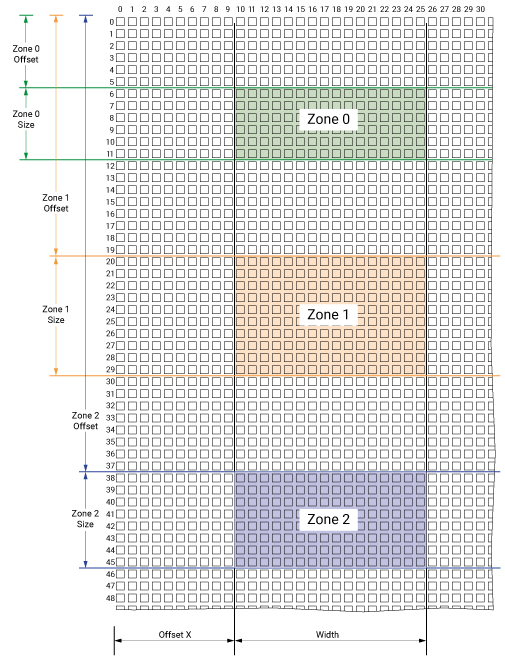 0 1 2 3 4 5 6 7 8 9 10 11 12 13 14 15 16 17 18 19 20 21 22 23 24 25 26 27 28 29 30
0
1
2
3
4
5
6
7
8
9
10
11
12
13
14
15
16
17
18
19
20
21
22
23
24
25
26
27
28
29
30
31
32
33
34
35
36
37
38
39
40
41
42
43
44
45
46
47
48
Zone 0
Offset
Zone 0
Size
Zone 1
Offset
Zone 1
Size
Zone 2
Offset
Zone 2
Size
Zone 0
Zone 1
Zone 2
Offset X
Width